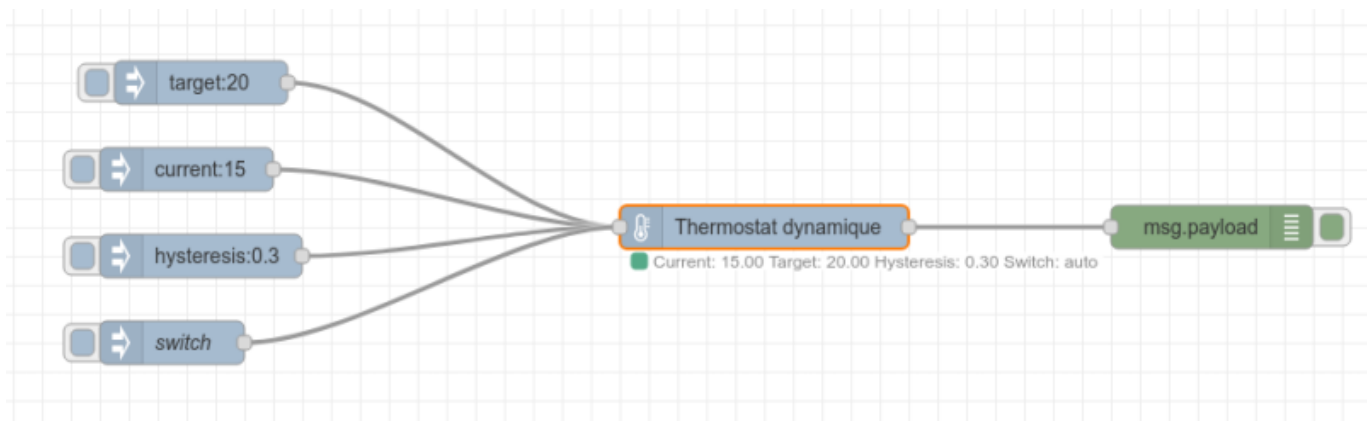 target:20
current:15
hysteresis:0.3
switch
Thermostat dynamique
Current: 15.00 Target: 20.00 Hysteresis: 0.30 Switch: auto
msg.payload